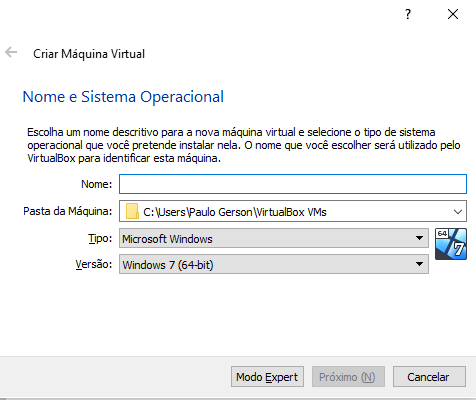 ?
Criar Máquina Virtual
Nome e Sistema Operacional
Escolha um nome descritivo para a nova máquina virtual e selecione o tipo de sistema
operacional que você pretende instalar nela. O nome que você escolher será utilizado pelo
VirtualBox para identificar esta máquina.
Nome:
Pasta da Máquina: C:\Users\Paulo Gerson\VirtualBox VMs
Tipo: Microsoft Windows
64
7
Versão: Windows 7 (64-bit)
Modo Expert Próximo (N) Cancelar